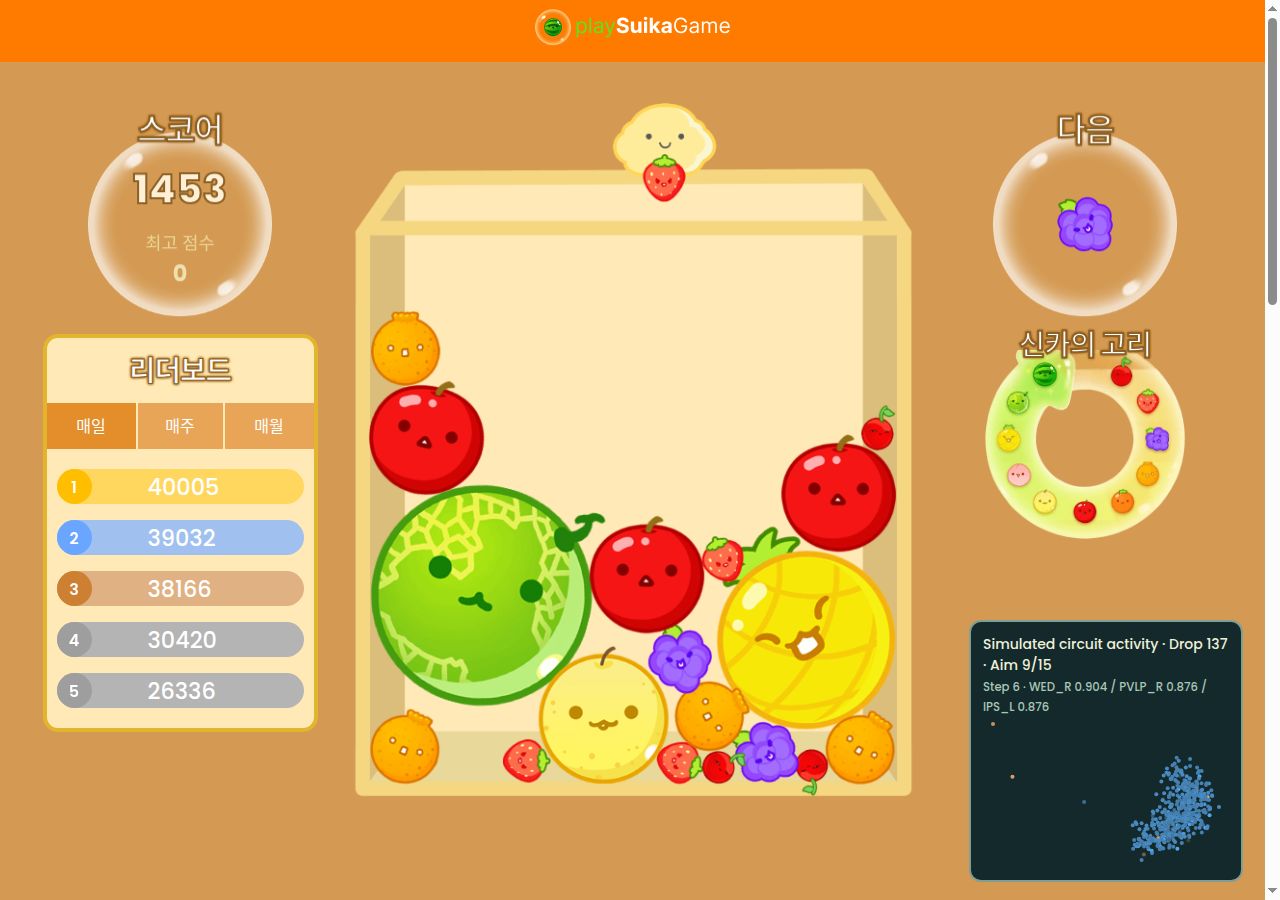 playSuikaGame
스코어
1453
최고 점수
0
다음
리더보드
매일 매주 매월
1 40005
2 39032
3 38166
4 30420
5 26336
신카의 고리
Simulated circuit activity · Drop 137
· Aim 9/15
Step 6 · WED_R 0.904 / PVLP_R 0.876 /
IPS_L 0.876